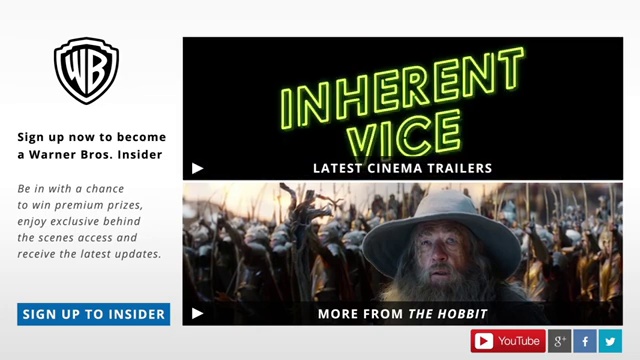 WB
Sign up now to become
a Warner Bros. Insider
Be in with a chance
to win premium prizes,
enjoy exclusive behind
the scenes access and
receive the latest updates.
SIGN UP TO INSIDER
INHERENT
VICE
LATEST CINEMA TRAILERS
MORE FROM THE HOBBIT
YouTube
g+
f